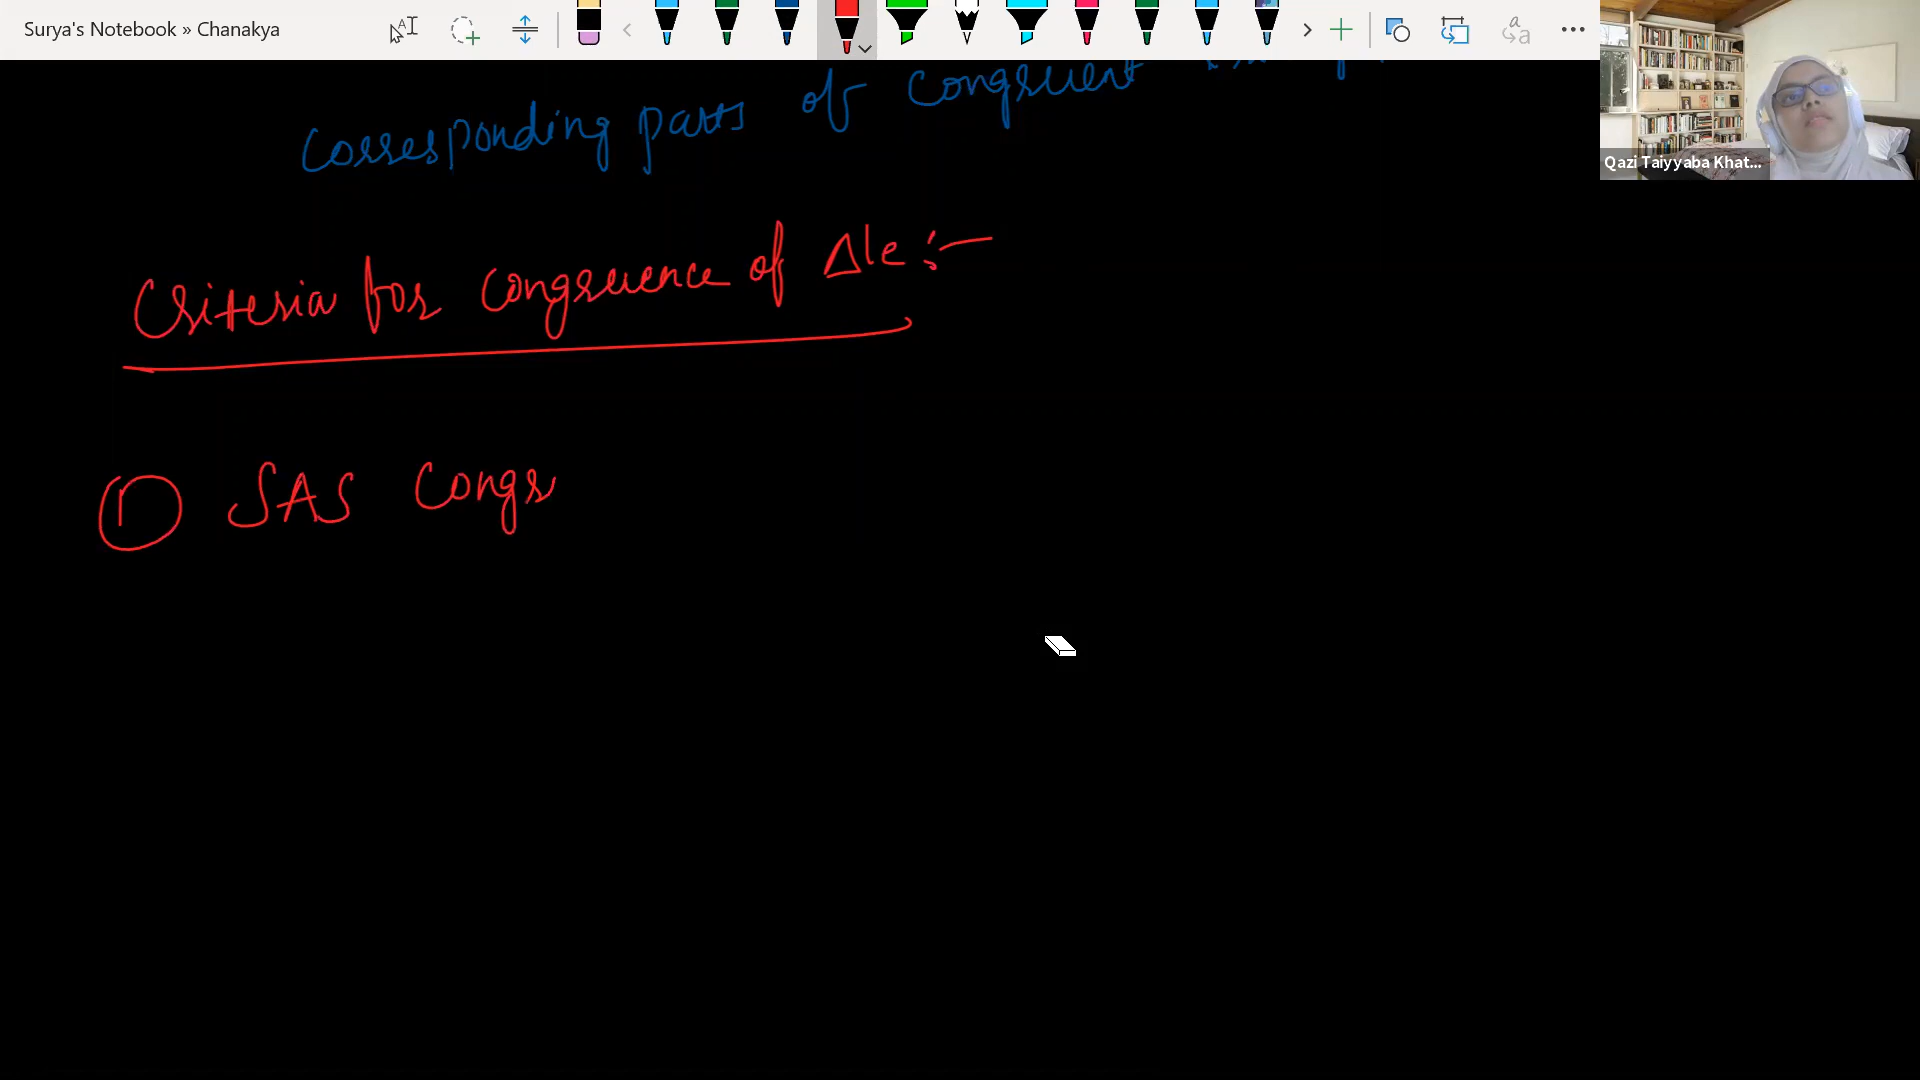 Surya's Notebook » Chanakya
Qazi Taiyyaba Khat...
Corresponding parts of congruent
Criteria for Congruence of Δle :-
① SAS Congr